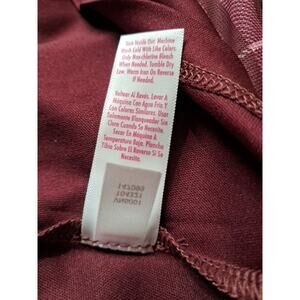 Turn Inside Out. Machine
Wash Cold With Like Colors.
Only Non-chlorine Bleach
When Needed. Tumble Dry
Low. Warm Iron On Reverse
If Needed.
Voltear Al Revés. Lavar A
Máquina Con Agua Fría Y
Con Colores Similares. Usar
Solamente Blanqueador Sin
Cloro Cuando Se Necesite.
Secar En Máquina A
Temperatura Baja. Planchar
Tibia Sobre El Reverso Si Se
Necesite.